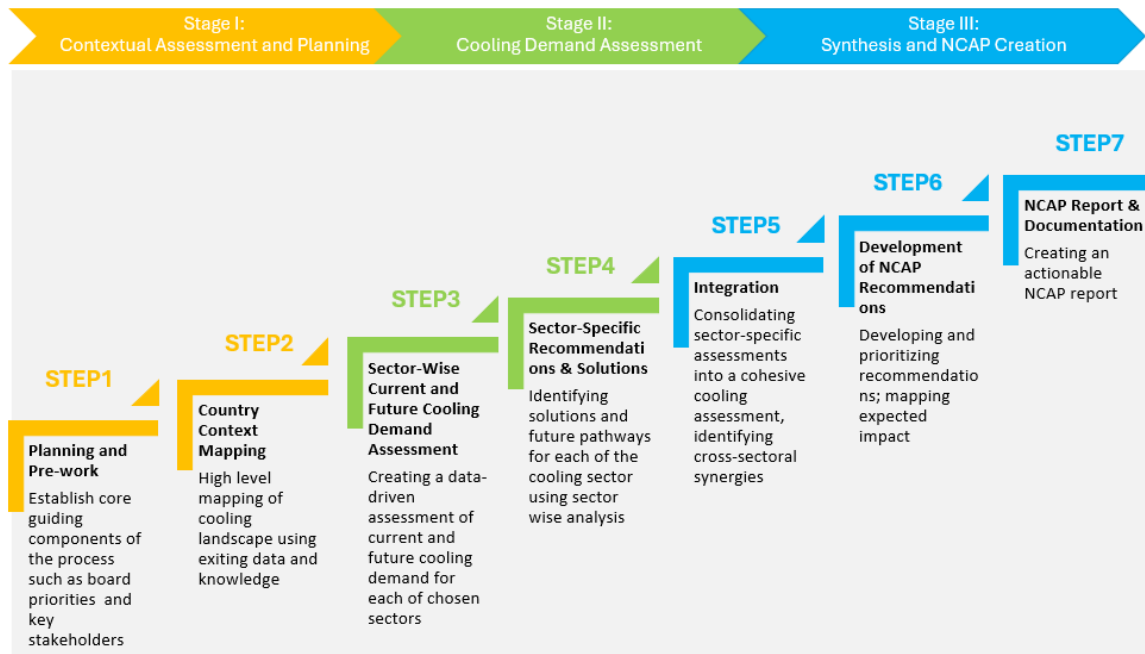 Stage I:
Contextual Assessment and Planning
Stage II:
Cooling Demand Assessment
Stage III:
Synthesis and NCAP Creation
STEP1
Planning and
Pre-work
Establish core
guiding
components of
the process
such as board
priorities and
key
stakeholders
STEP2
Country
Context
Mapping
High level
mapping of
cooling
landscape using
exiting data and
knowledge
STEP3
Sector-Wise
Current and
Future Cooling
Demand
Assessment
Creating a data-
driven
assessment of
current and
future cooling
demand for
each of chosen
sectors
STEP4
Sector-Specific
Recommendati
ons & Solutions
Identifying
solutions and
future pathways
for each of the
cooling sector
using sector
wise analysis
STEP5
Integration
Consolidating
sector-specific
assessments
into a cohesive
cooling
assessment,
identifying
cross-sectoral
synergies
STEP6
Development
of NCAP
Recommendati
ons
Developing and
prioritizing
recommendatio
ns; mapping
expected
impact
STEP7
NCAP Report &
Documentation
Creating an
actionable
NCAP report